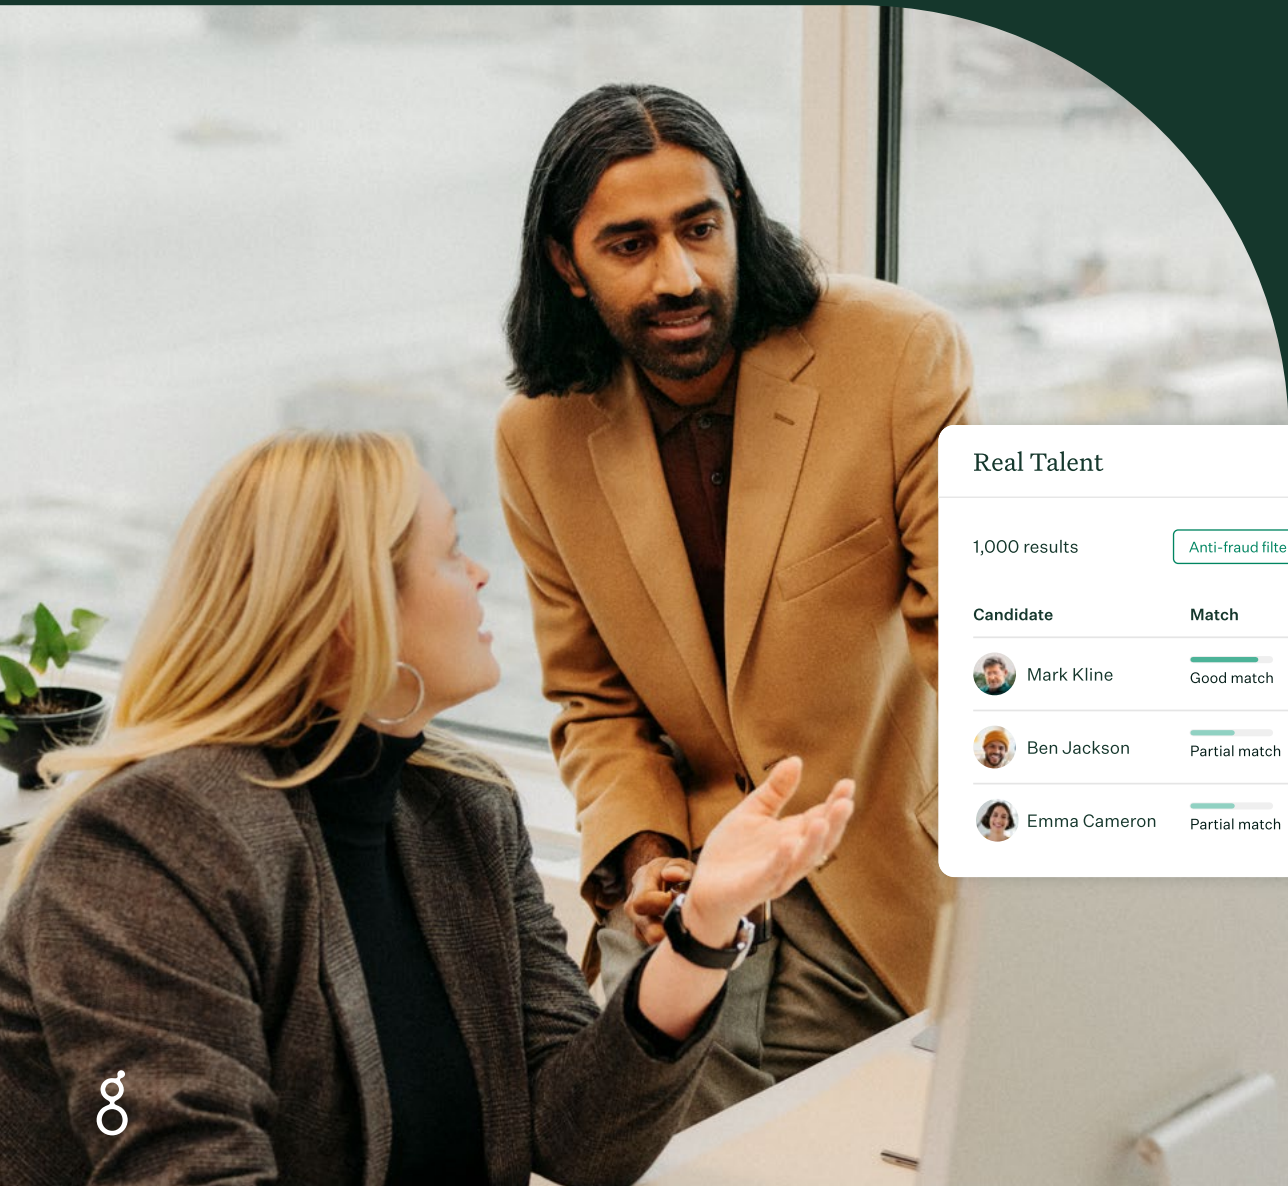 Real Talent
1,000 results
Anti-fraud filte
Candidate
Match
Mark Kline
Good match
Ben Jackson
Partial match
Emma Cameron
Partial match